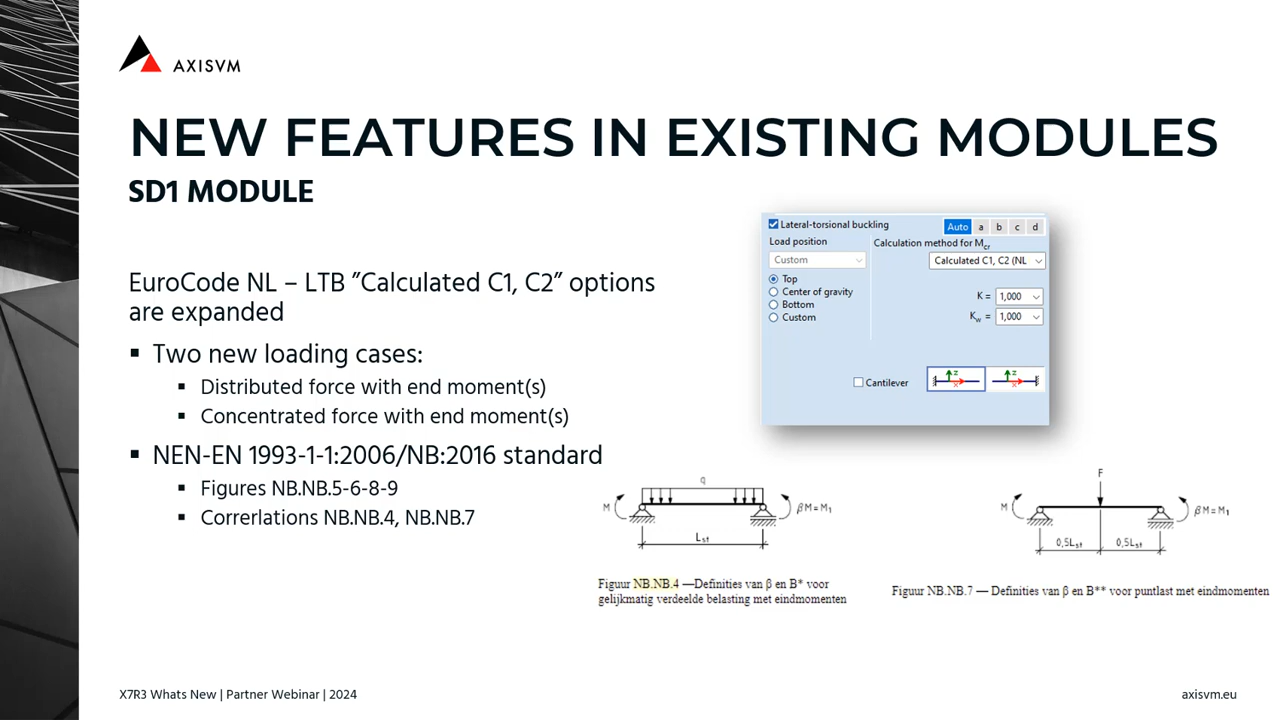 AXISVM
NEW FEATURES IN EXISTING MODULES
SD1 MODULE
EuroCode NL – LTB ”Calculated C1, C2” options
are expanded
▪ Two new loading cases:
▪ Distributed force with end moment(s)
▪ Concentrated force with end moment(s)
▪ NEN-EN 1993-1-1:2006/NB:2016 standard
▪ Figures NB.NB.5-6-8-9
▪ Correrlations NB.NB.4, NB.NB.7
Lateral-torsional buckling
Auto a b c d
Load position
Calculation method for Mcr
Custom
Calculated C1, C2 (NL
Top
Center of gravity
Bottom
Custom
K = 1,000
Kw = 1,000
Cantilever
z x z x
q
M βM=M1
Lst
Figuur NB.NB.4 —Definities van β en B* voor
gelijkmatig verdeelde belasting met eindmomenten
F
M βM=M1
0,5Lst 0,5Lst
Figuur NB.NB.7 — Definities van β en B** voor puntlast met eindmomenten
X7R3 Whats New | Partner Webinar | 2024
axisvm.eu